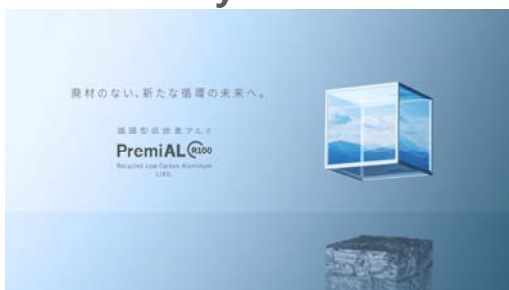 y
廃材のない、新たな循環の未来へ。
循環型低炭素アルミ
PremiAL R100
Recycled Low Carbon Aluminum
LIXIL